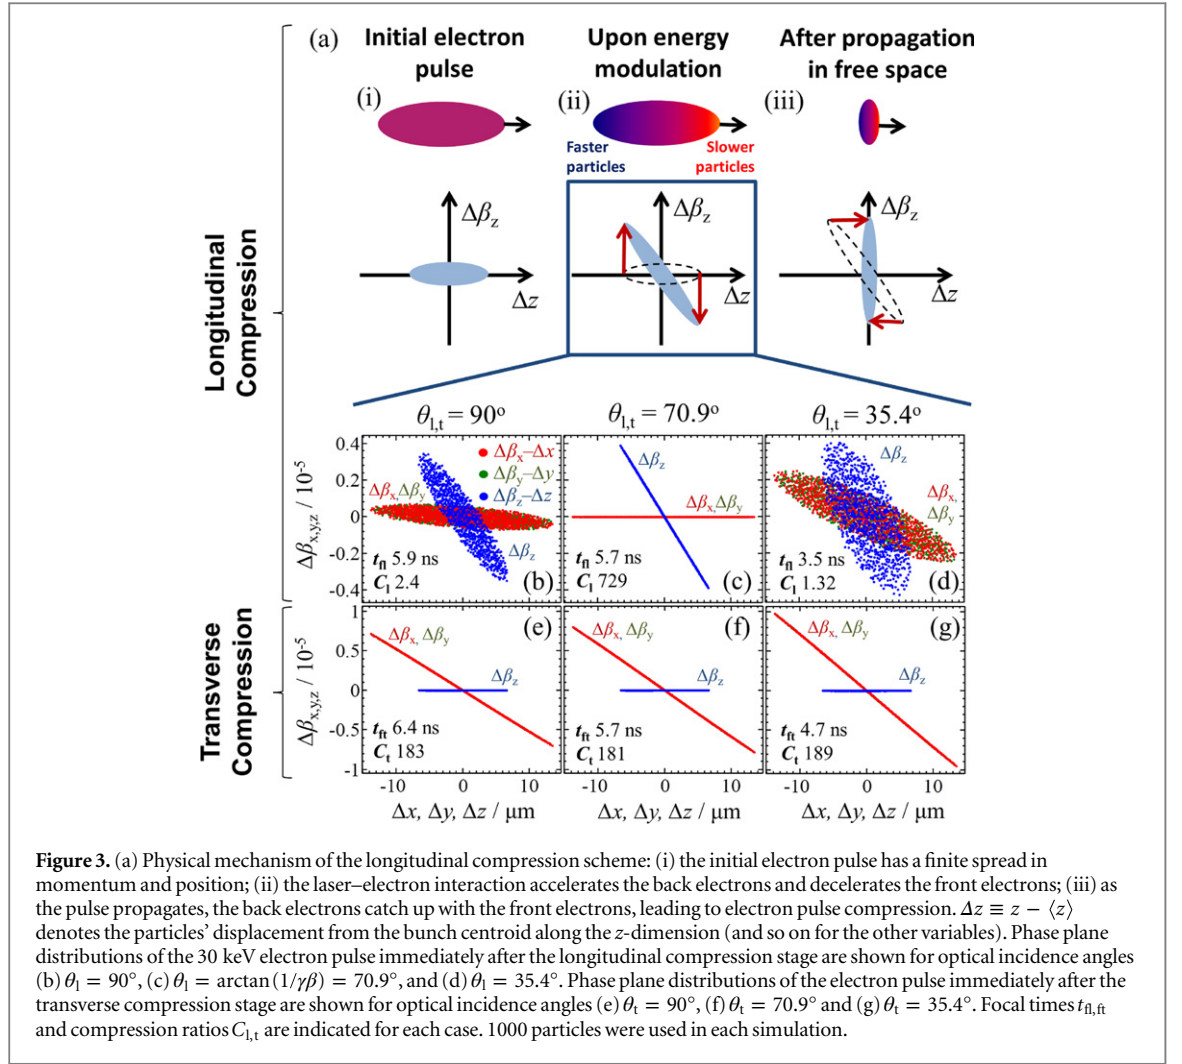 (a)
Initial electron
pulse
Upon energy
modulation
After propagation
in free space
(i)
(ii)
(iii)
Faster
particles
Slower
particles
Δβz
Δz
Δβz
Δz
Δβz
Δz
Longitudinal
Compression
θl,t = 90°
θl,t = 70.9°
θl,t = 35.4°
Δβx,y,z / 10-5
0.4
0.2
0
-0.2
-0.4
Δβx–Δx
Δβy–Δy
Δβz–Δz
Δβx,Δβy
Δβz
tfl 5.9 ns
Cl 2.4
(b)
Δβz
Δβx,Δβy
tfl 5.7 ns
Cl 729
(c)
Δβz
Δβx,
Δβy
tfl 3.5 ns
Cl 1.32
(d)
Transverse
Compression
Δβx,y,z / 10-5
1
0.5
0
-0.5
-1
Δβx, Δβy
(e)
Δβz
tft 6.4 ns
Ct 183
Δβx, Δβy
(f)
Δβz
tft 5.7 ns
Ct 181
Δβx, Δβy
(g)
Δβz
tft 4.7 ns
Ct 189
-10 0 10
-10 0 10
-10 0 10
Δx, Δy, Δz / μm
Δx, Δy, Δz / μm
Δx, Δy, Δz / μm
Figure 3. (a) Physical mechanism of the longitudinal compression scheme: (i) the initial electron pulse has a finite spread in
momentum and position; (ii) the laser–electron interaction accelerates the back electrons and decelerates the front electrons; (iii) as
the pulse propagates, the back electrons catch up with the front electrons, leading to electron pulse compression. Δz ≡ z − ⟨z⟩
denotes the particles' displacement from the bunch centroid along the z-dimension (and so on for the other variables). Phase plane
distributions of the 30 keV electron pulse immediately after the longitudinal compression stage are shown for optical incidence angles
(b) θl = 90°, (c) θl = arctan (1/γβ) = 70.9°, and (d) θl = 35.4°. Phase plane distributions of the electron pulse immediately after the
transverse compression stage are shown for optical incidence angles (e) θt = 90°, (f) θt = 70.9° and (g) θt = 35.4°. Focal times tfl,ft
and compression ratios Cl,t are indicated for each case. 1000 particles were used in each simulation.